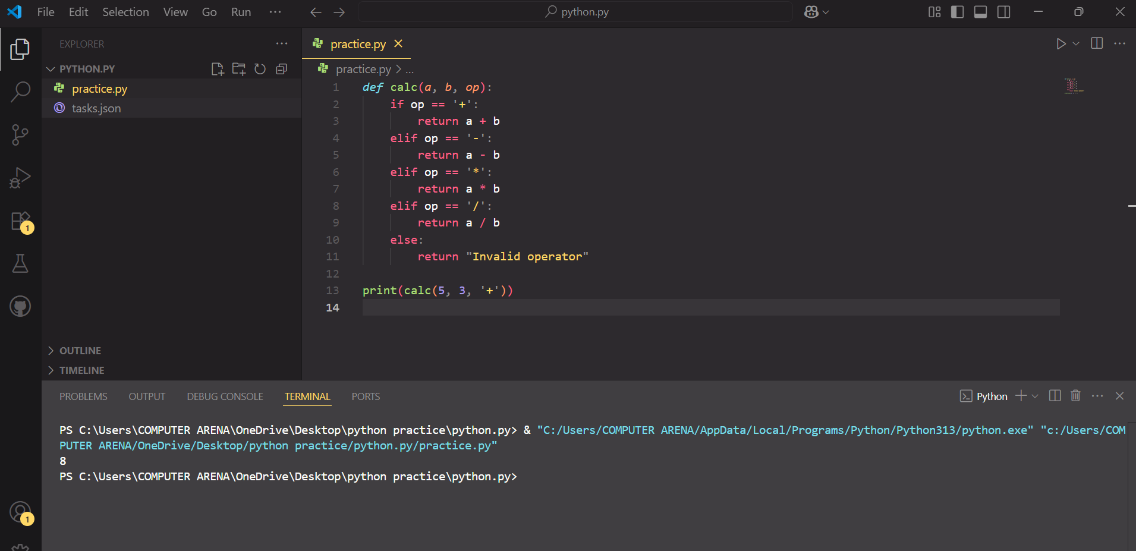 File Edit Selection View Go Run ··· python.py
EXPLORER ···
PYTHON.PY
practice.py
tasks.json
OUTLINE
TIMELINE
practice.py
practice.py > ...
1 def calc(a, b, op):
2 if op == '+':
3 return a + b
4 elif op == '-':
5 return a - b
6 elif op == '*':
7 return a * b
8 elif op == '/':
9 return a / b
10 else:
11 return "Invalid operator"
12
13 print(calc(5, 3, '+'))
14
PROBLEMS OUTPUT DEBUG CONSOLE TERMINAL PORTS Python
PS C:\Users\COMPUTER ARENA\OneDrive\Desktop\python practice\python.py> & "C:/Users/COMPUTER ARENA/AppData/Local/Programs/Python/Python313/python.exe" "c:/Users/COM
PUTER ARENA/OneDrive/Desktop/python practice/python.py/practice.py"
8
PS C:\Users\COMPUTER ARENA\OneDrive\Desktop\python practice\python.py>
1
1